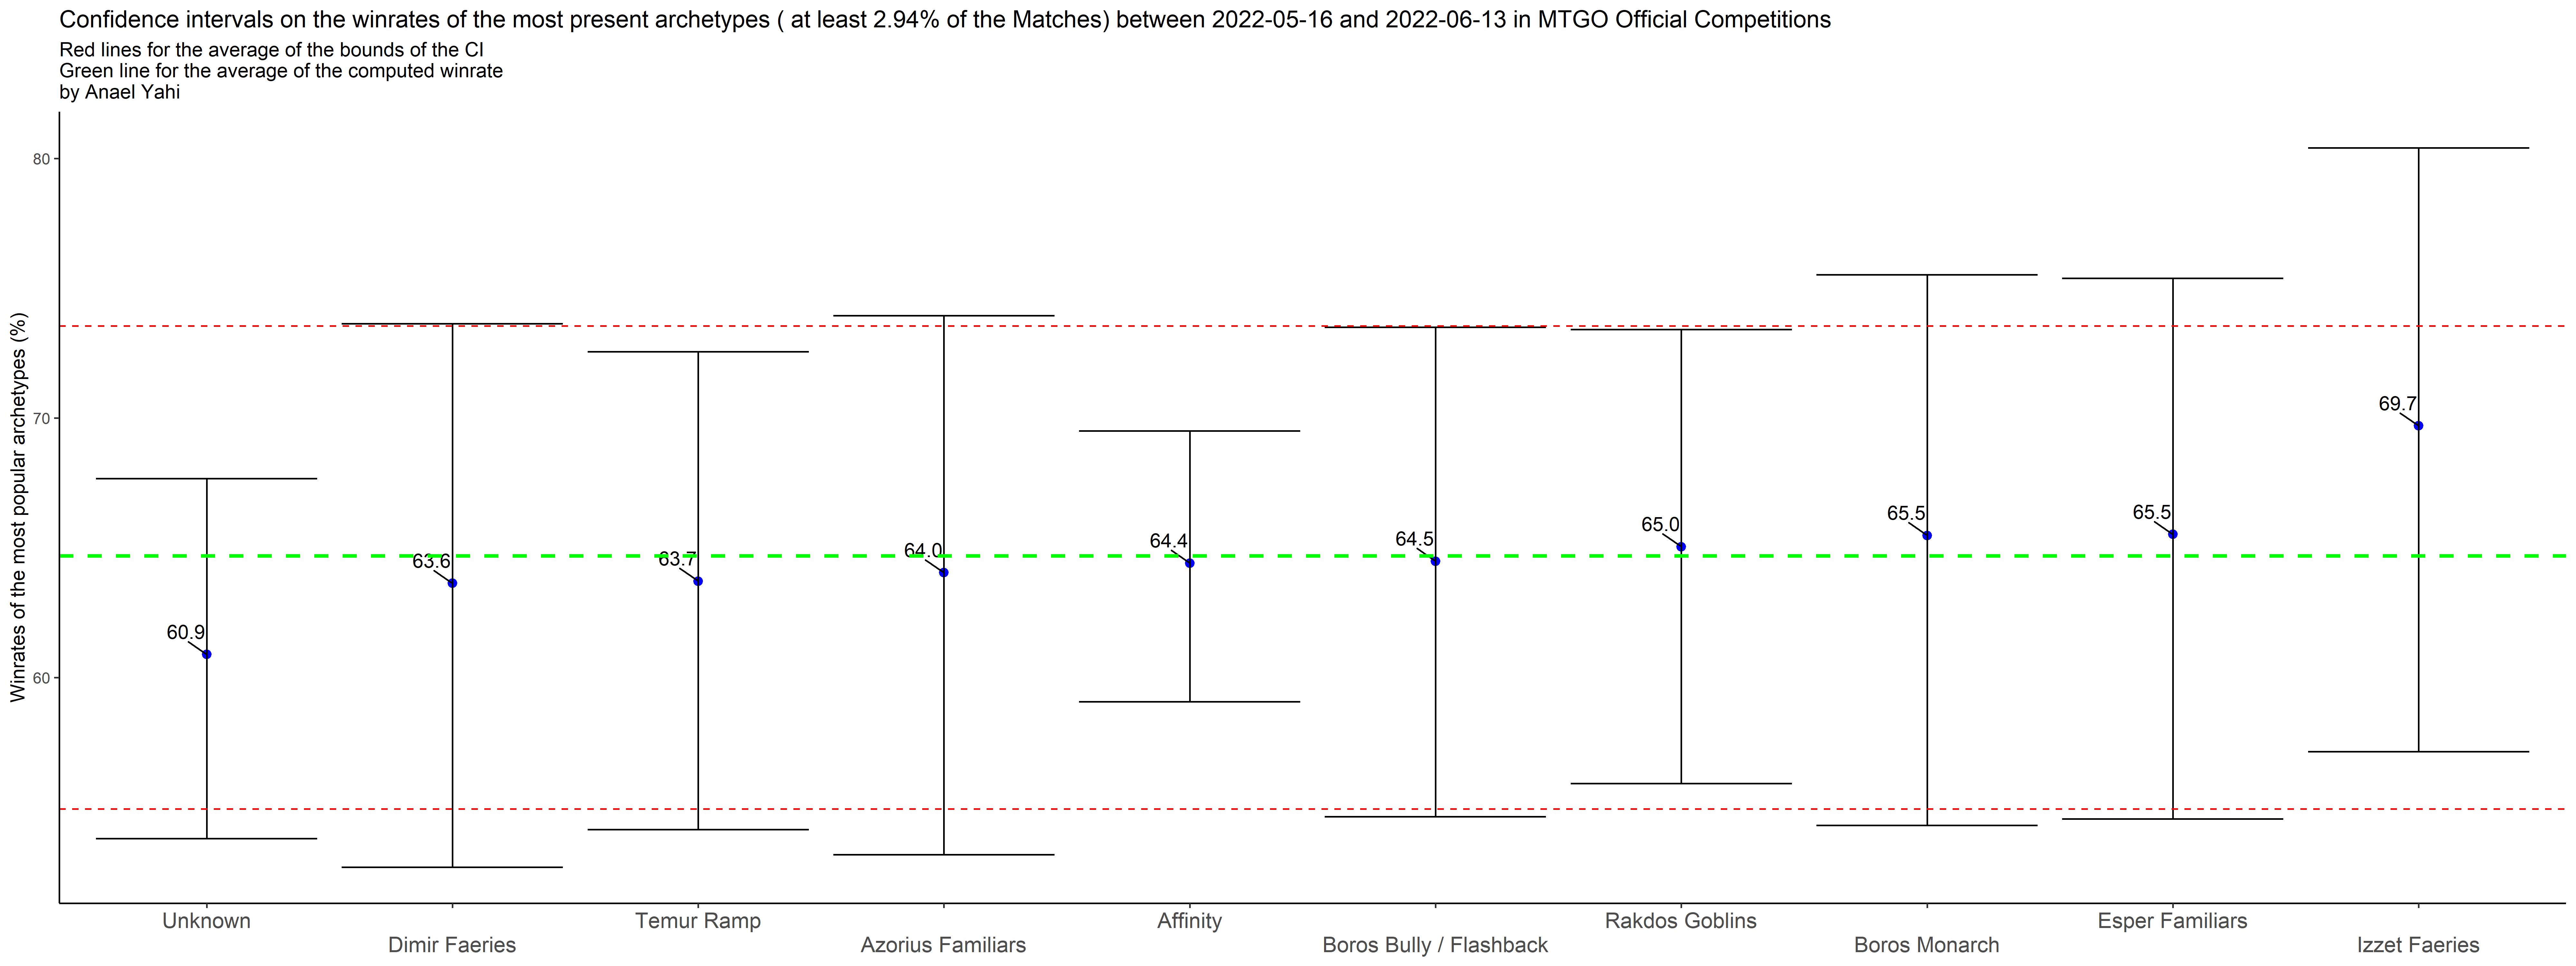 Confidence intervals on the winrates of the most present archetypes ( at least 2.94% of the Matches) between 2022-05-16 and 2022-06-13 in MTGO Official Competitions
Red lines for the average of the bounds of the CI
Green line for the average of the computed winrate
by Anael Yahi
Winrates of the most popular archetypes (%)
80
70
60
60.9
63.6
63.7
64.0
64.4
64.5
65.0
65.5
65.5
69.7
Unknown
Dimir Faeries
Temur Ramp
Azorius Familiars
Affinity
Boros Bully / Flashback
Rakdos Goblins
Boros Monarch
Esper Familiars
Izzet Faeries